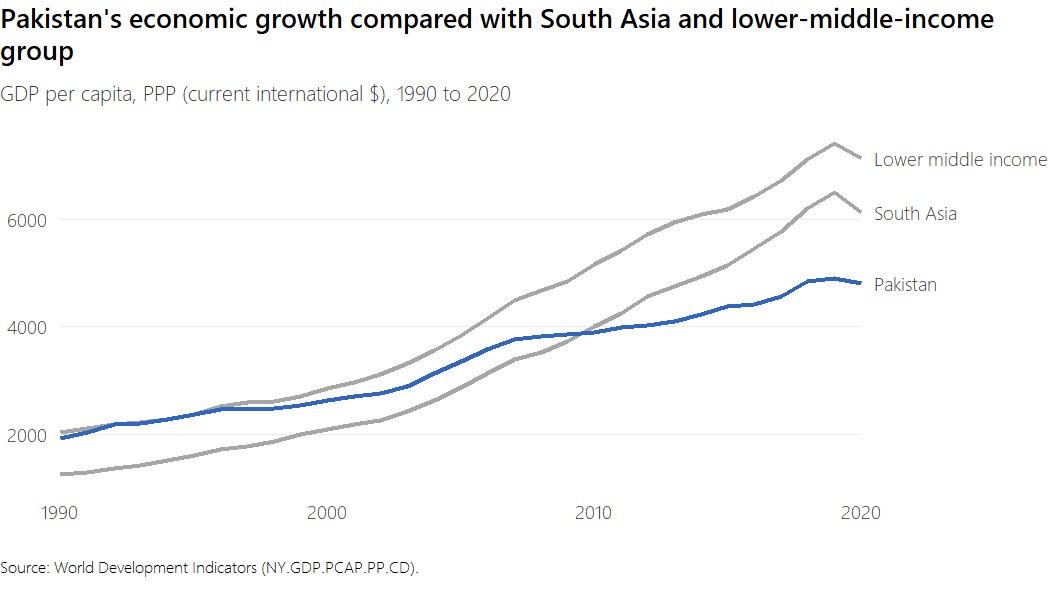 Pakistan's economic growth compared with South Asia and lower-middle-income
group
GDP per capita, PPP (current international $), 1990 to 2020
Lower middle income
6000
South Asia
Pakistan
4000
2000
1990 2000 2010 2020
Source: World Development Indicators (NY.GDP.PCAP.PP.CD).